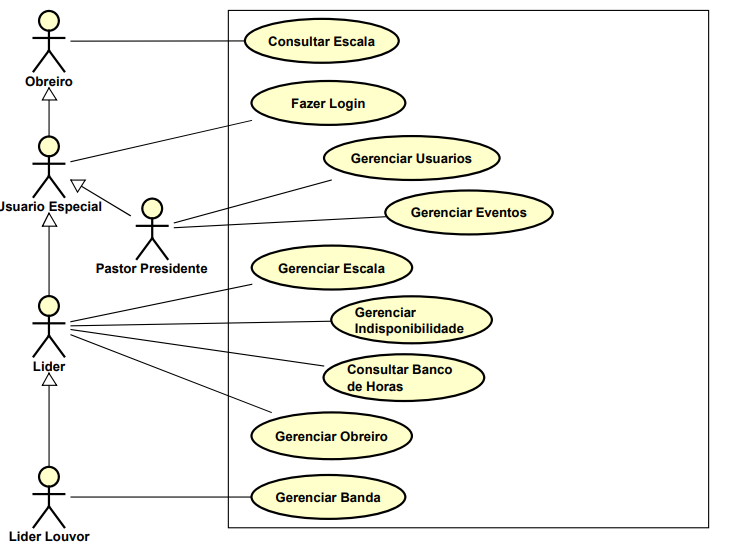 Consultar Escala
Obreiro
Fazer Login
Gerenciar Usuarios
Usuario Especial
Gerenciar Eventos
Pastor Presidente
Gerenciar Escala
Gerenciar
Indisponibilidade
Lider
Consultar Banco
de Horas
Gerenciar Obreiro
Gerenciar Banda
Lider Louvor